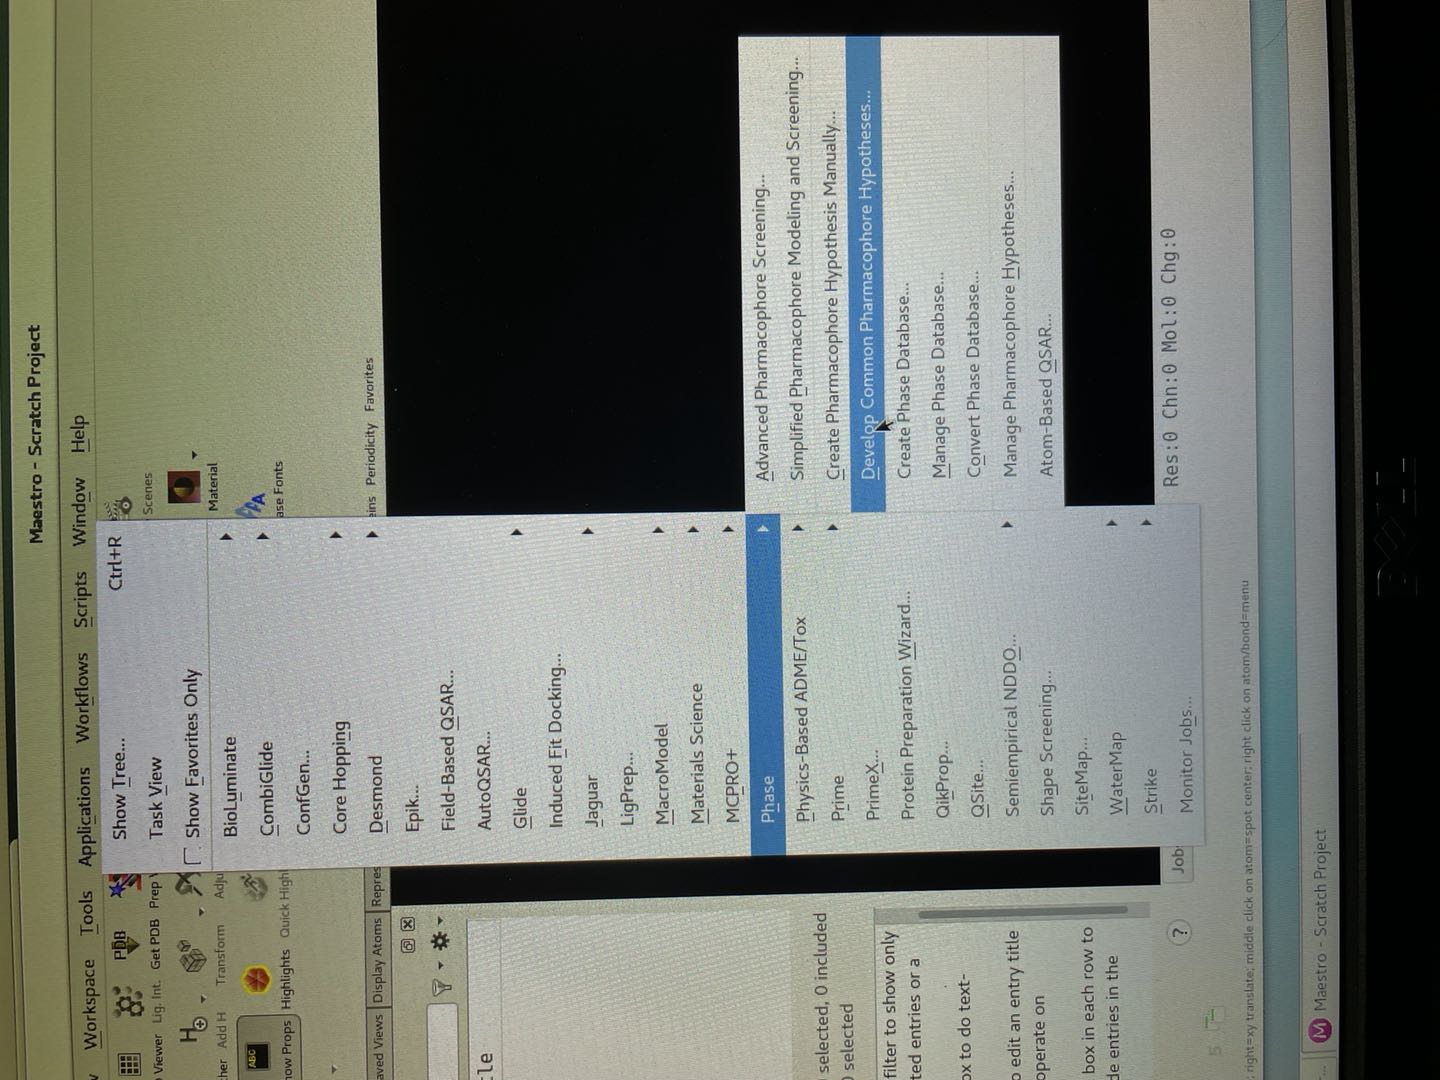 Maestro - Scratch Project
Workspace Tools Applications Workflows Scripts Window Help
Viewer Lig. Int. Get PDB Prep
Scenes
Add H Transform Adju
Material
ABC
Props Highlights Quick Highl
Fonts
Views Display Atoms Repres
Periodicity Favorites
Show Tree... Ctrl+R
Task View
Show Favorites Only
BioLuminate
CombiGlide
ConfGen...
Core Hopping
Desmond
Epik...
Field-Based QSAR...
AutoQSAR...
Glide
Induced Fit Docking...
Jaguar
LigPrep...
MacroModel
Materials Science
MCPRO+
Phase
Physics-Based ADME/Tox
Prime
PrimeX...
Protein Preparation Wizard...
QikProp...
QSite...
Semiempirical NDDO...
Shape Screening...
SiteMap...
WaterMap
Strike
Monitor Jobs...
Advanced Pharmacophore Screening...
Simplified Pharmacophore Modeling and Screening...
Create Pharmacophore Hypothesis Manually...
Develop Common Pharmacophore Hypotheses...
Create Phase Database...
Manage Phase Database...
Convert Phase Database...
Manage Pharmacophore Hypotheses...
Atom-Based QSAR...
selected, 0 included
0 selected
filter to show only
ted entries or a
ox to do text-
o edit an entry title
operate on
box in each row to
de entries in the
? Job
Res:0 Chn:0 Mol:0 Chg:0
5
; right=xy translate; middle click on atom=spot center; right click on atom/bond=menu
M Maestro - Scratch Project
DELL